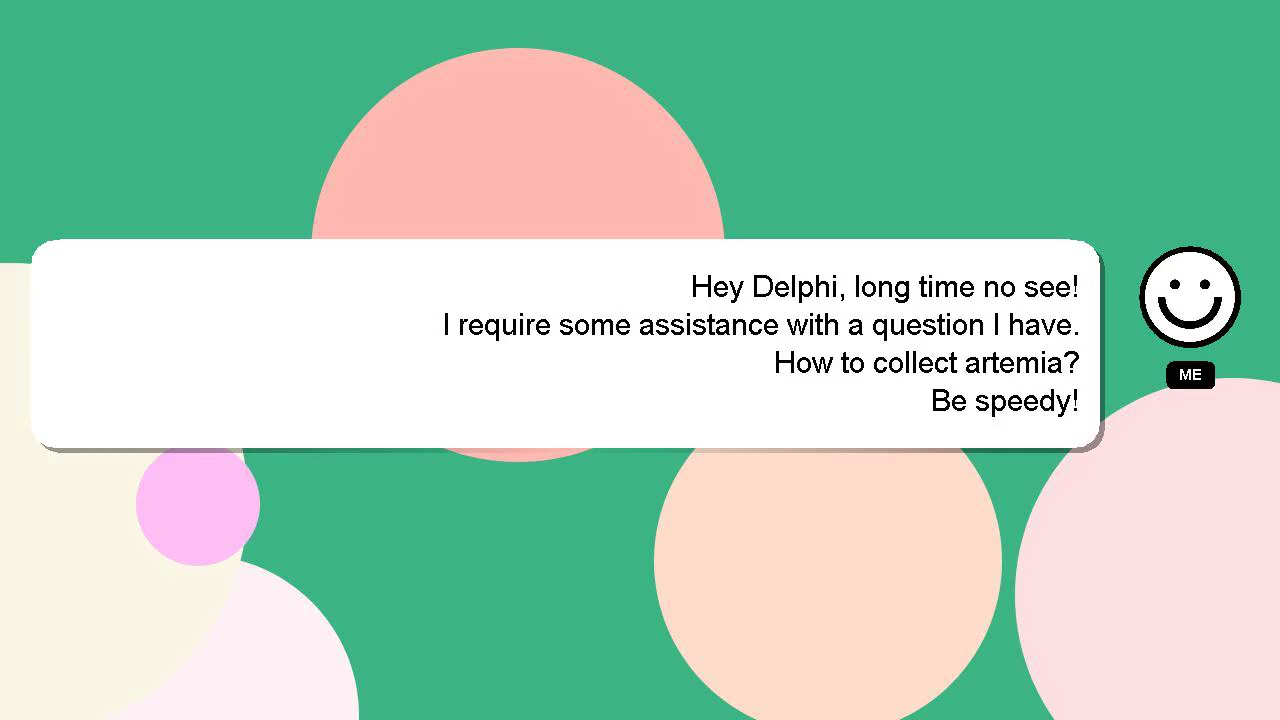 Hey Delphi, long time no see!
I require some assistance with a question I have.
How to collect artemia?
Be speedy!
ME